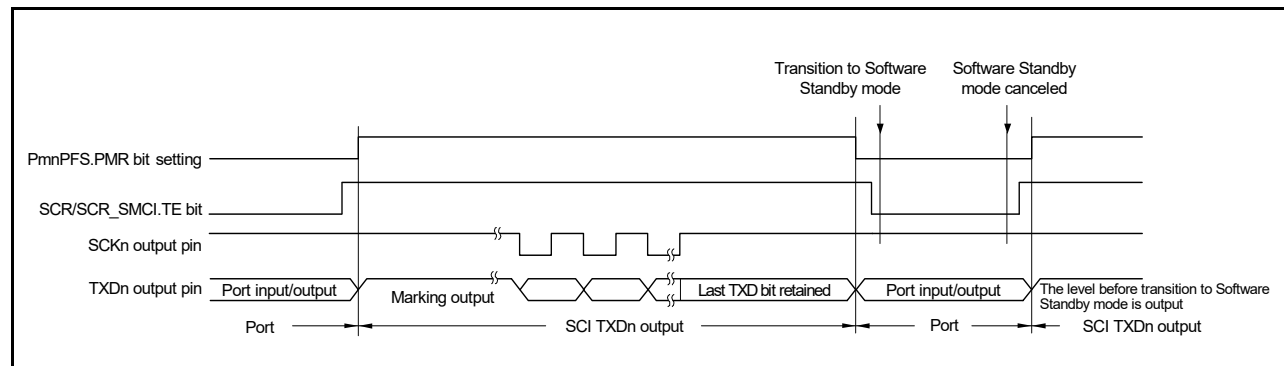 Transition to Software
Standby mode
Software Standby
mode canceled
PmnPFS.PMR bit setting
SCR/SCR_SMCI.TE bit
SCKn output pin
TXDn output pin
Port input/output
Marking output
Last TXD bit retained
Port input/output
The level before transition to Software
Standby mode is output
Port
SCI TXDn output
Port
SCI TXDn output